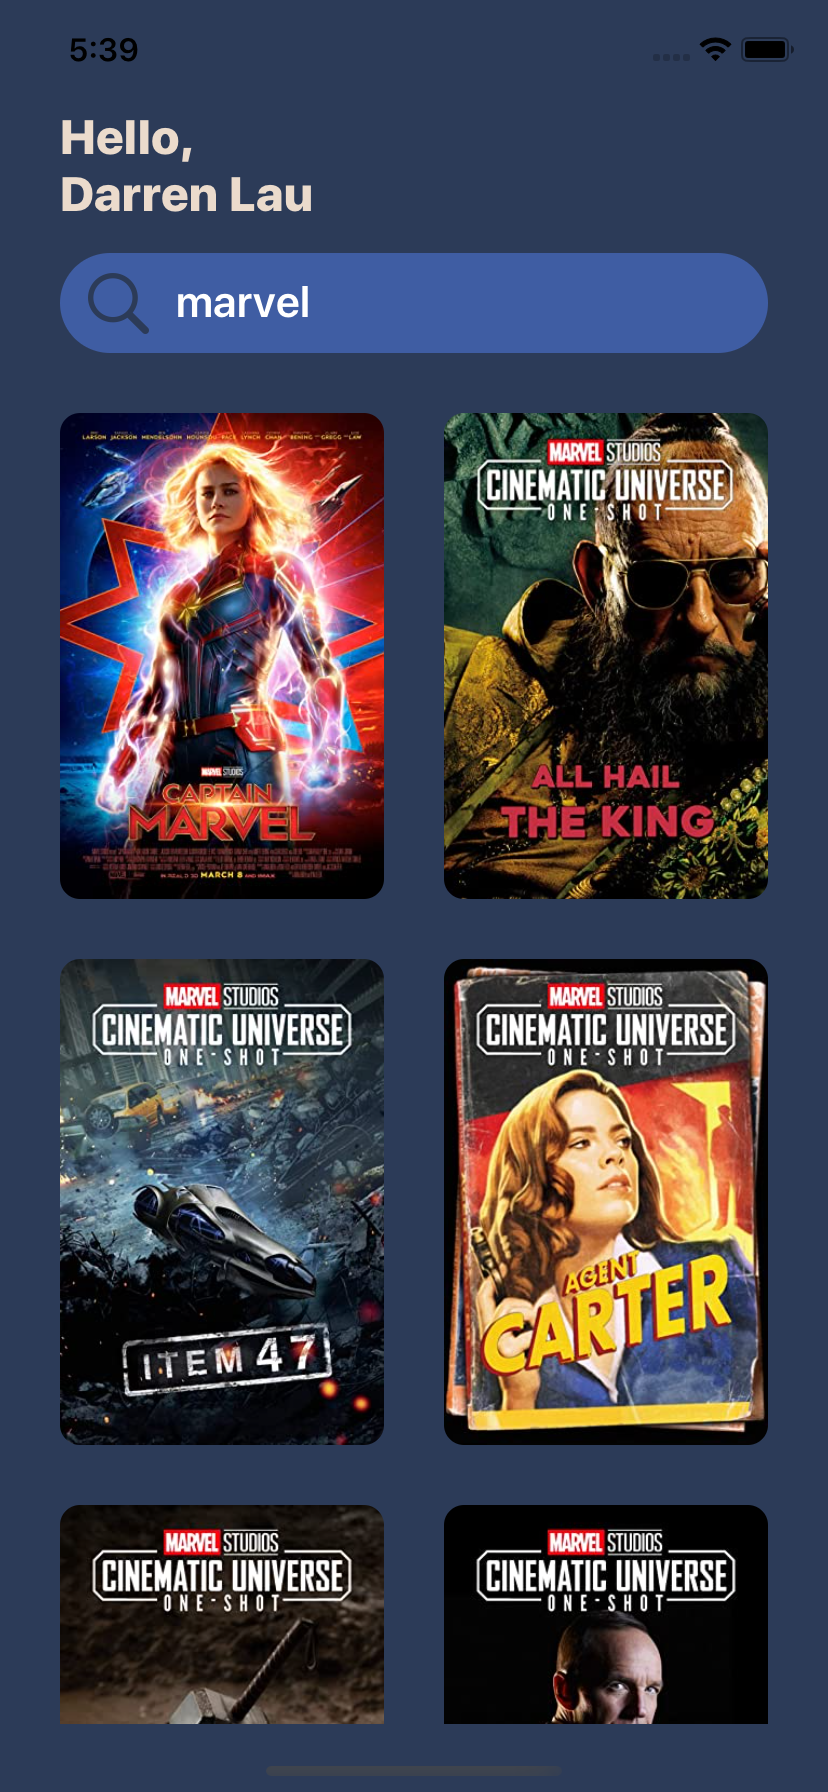 5:39
Hello,
Darren Lau
marvel
LARSON JACKSON MENDELSOHN HOUNSOU PACE LYNCH CHAN BENING GREGG LAW
MARVEL STUDIOS
CAPTAIN
MARVEL
IN REAL D 3D MARCH 8 AND IMAX
MARVEL STUDIOS
CINEMATIC UNIVERSE
ONE-SHOT
ALL HAIL
THE KING
MARVEL STUDIOS
CINEMATIC UNIVERSE
ONE-SHOT
ITEM 47
MARVEL STUDIOS
CINEMATIC UNIVERSE
ONE-SHOT
AGENT
CARTER
MARVEL STUDIOS
CINEMATIC UNIVERSE
ONE-SHOT
MARVEL STUDIOS
CINEMATIC UNIVERSE
ONE-SHOT